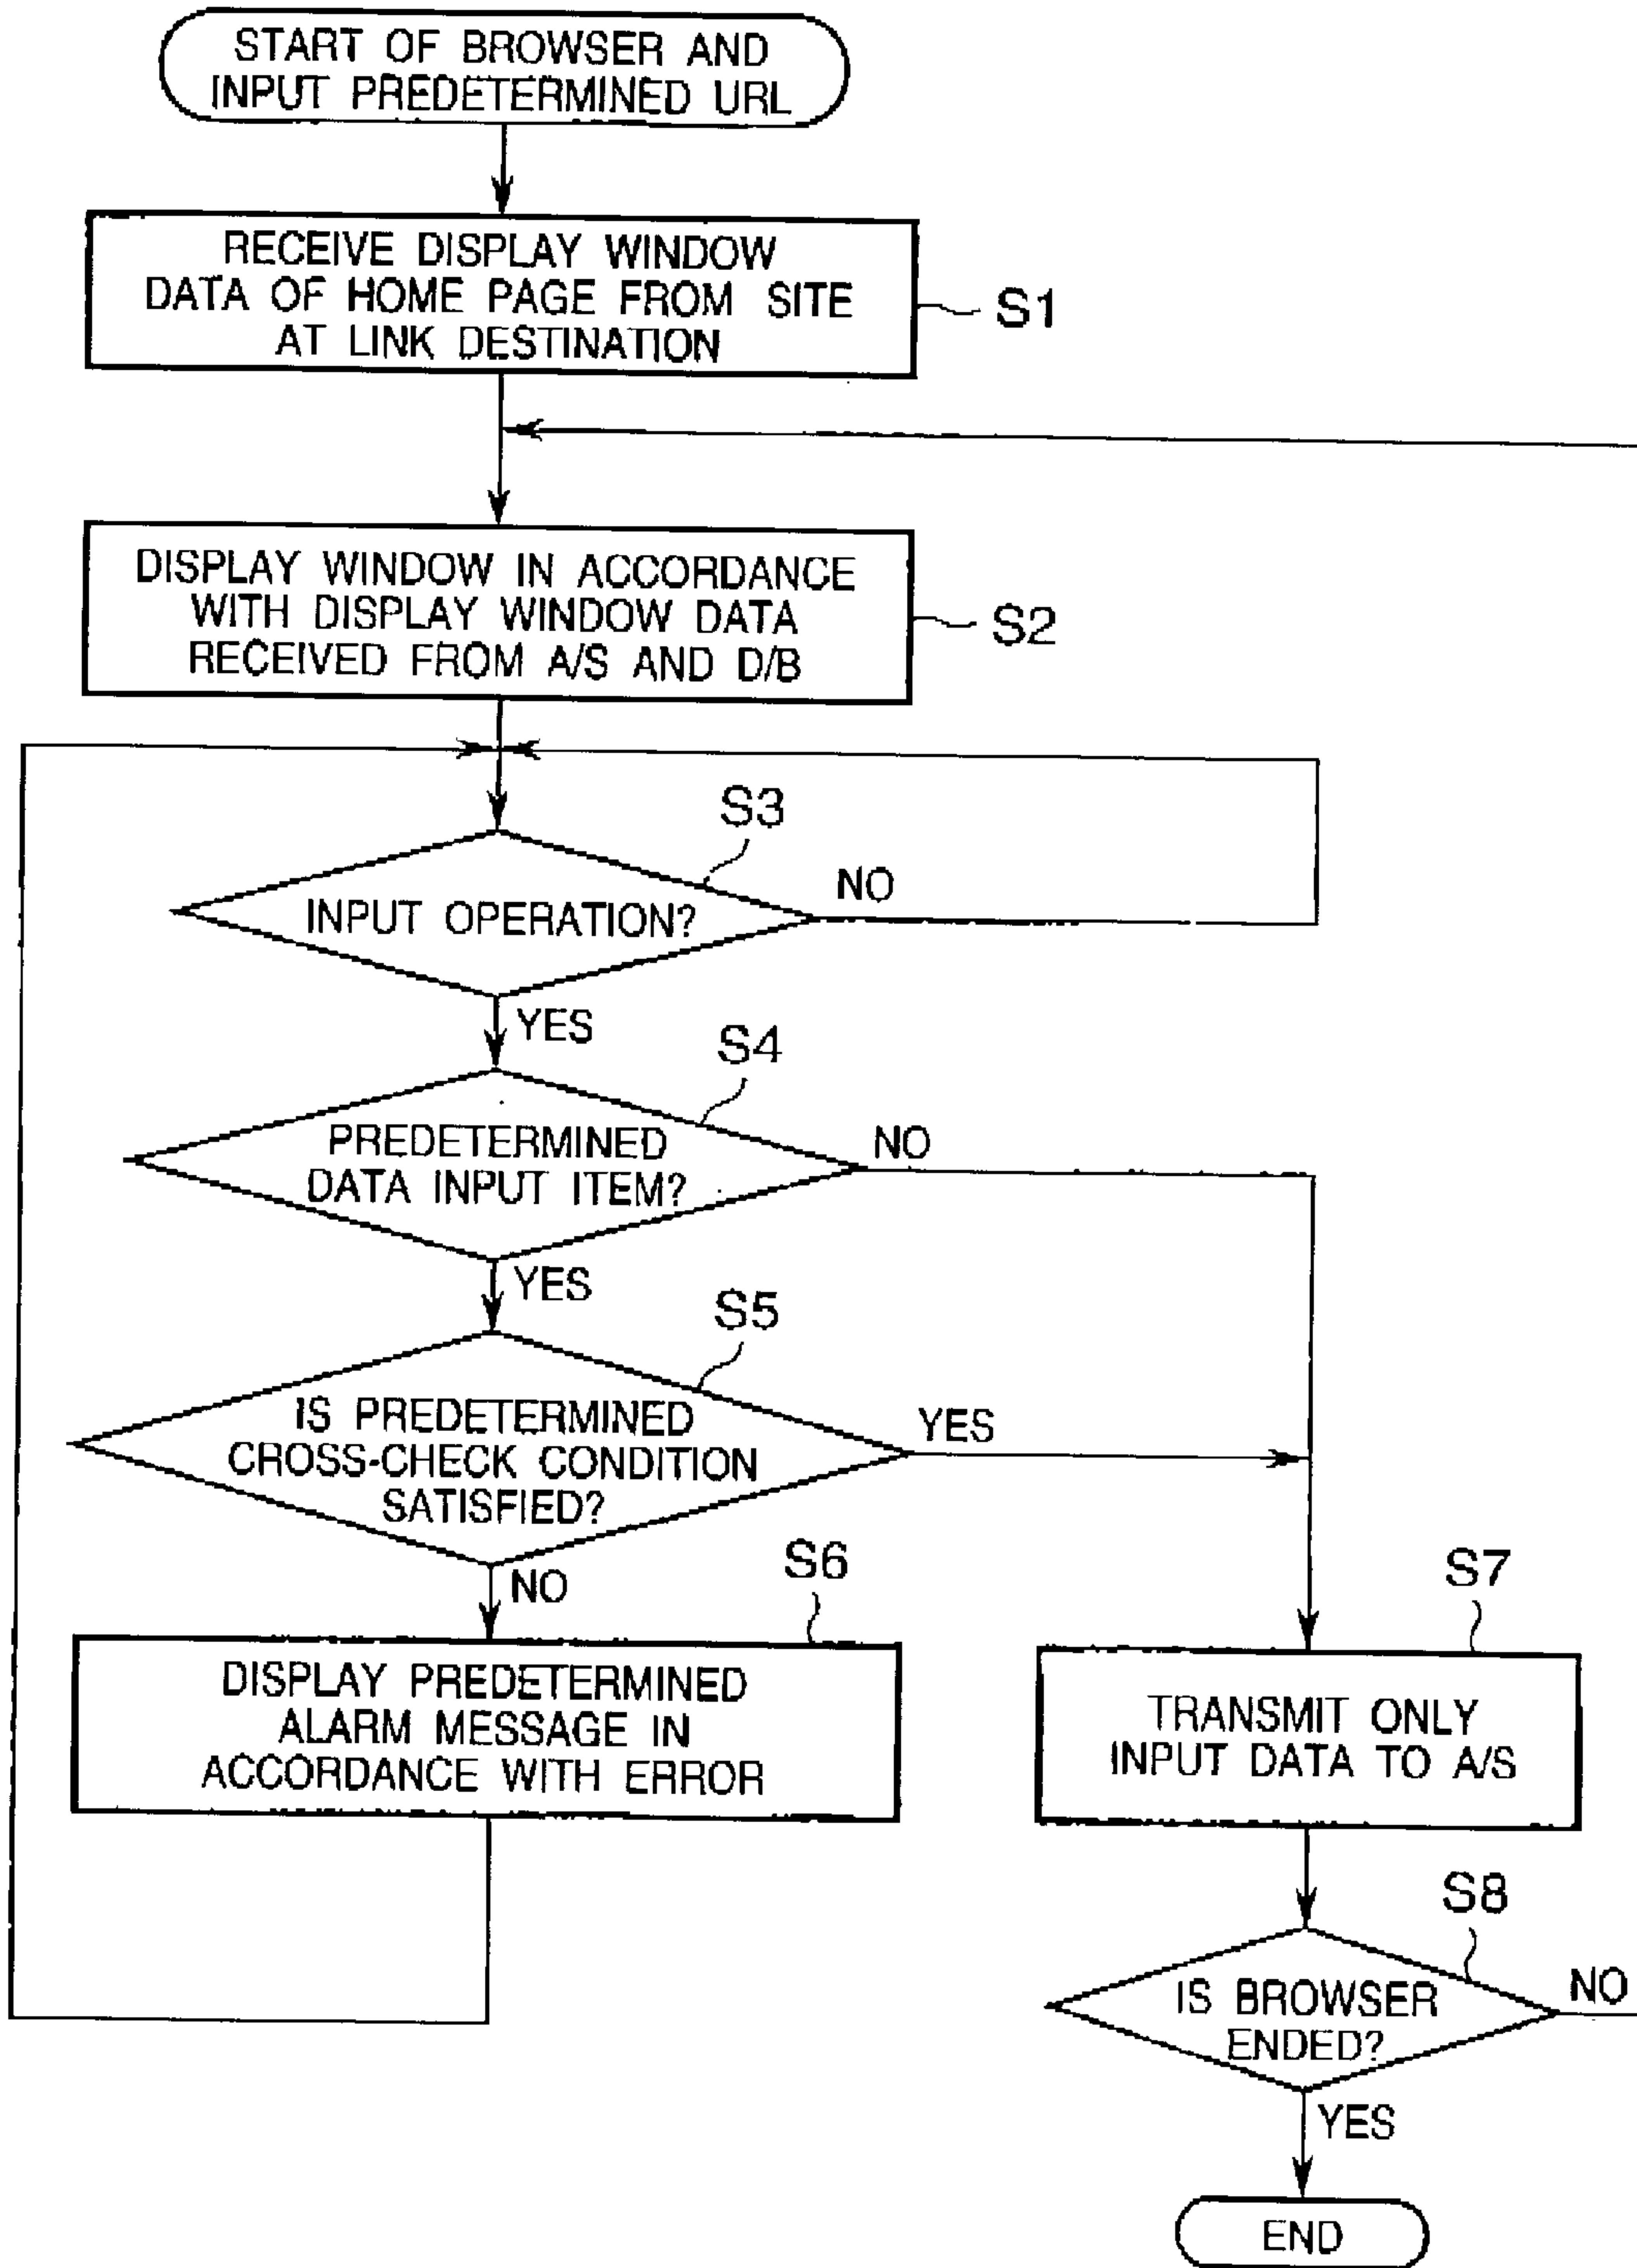 START OF BROWSER AND
INPUT PREDETERMINED URL
RECEIVE DISPLAY WINDOW
DATA OF HOME PAGE FROM SITE
AT LINK DESTINATION
S1
DISPLAY WINDOW IN ACCORDANCE
WITH DISPLAY WINDOW DATA
RECEIVED FROM A/S AND D/B
S2
S3
INPUT OPERATION?
NO
YES
S4
PREDETERMINED
DATA INPUT ITEM?
NO
YES
S5
IS PREDETERMINED
CROSS-CHECK CONDITION
SATISFIED?
YES
NO
S6
DISPLAY PREDETERMINED
ALARM MESSAGE IN
ACCORDANCE WITH ERROR
S7
TRANSMIT ONLY
INPUT DATA TO A/S
S8
IS BROWSER
ENDED?
NO
YES
END